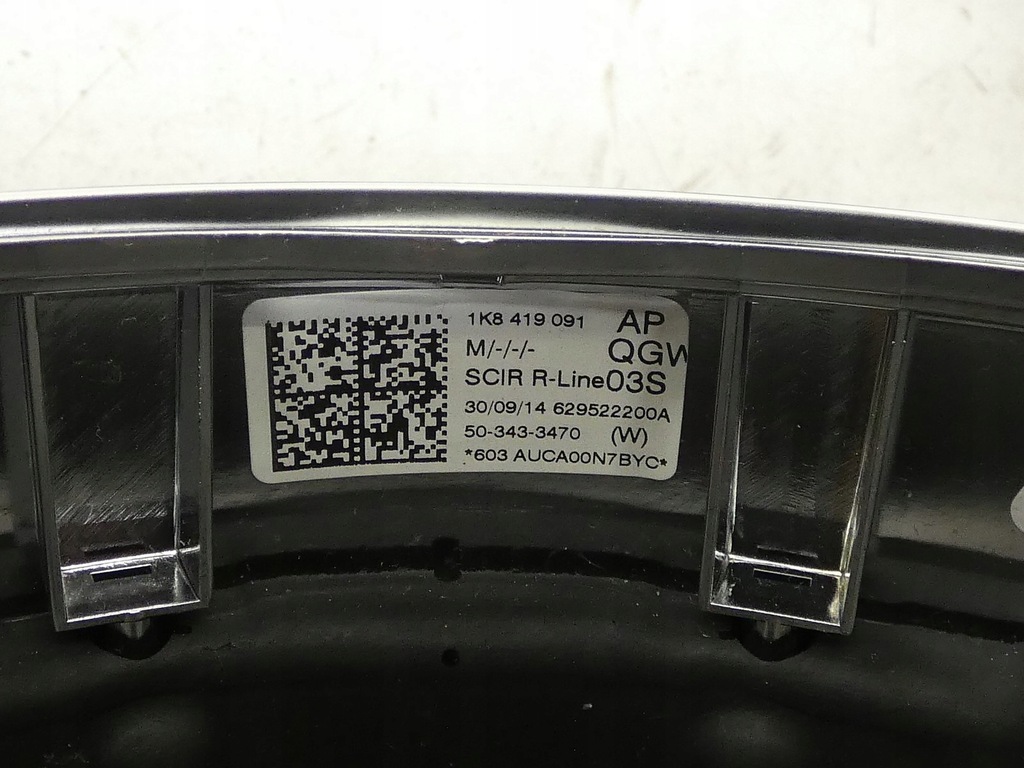 1K8 419 091 AP
M/-/-/- QGW
SCIR R-Line03S
30/09/14 629522200A
50-343-3470 (W)
*603 AUCA00N7BYC*